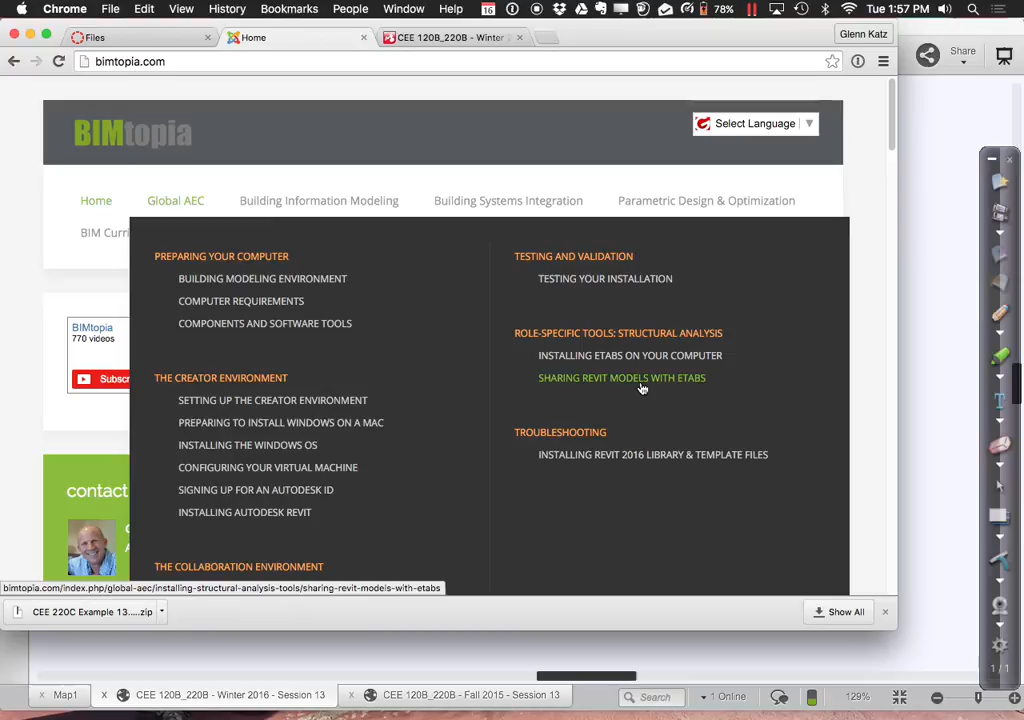 Chrome File Edit View History Bookmarks People Window Help 16 78% Tue 1:57 PM
Files
Home
CEE 120B_220B - Winter
Glenn Katz
Share
bimtopia.com
BIMtopia
Select Language
Home Global AEC Building Information Modeling Building Systems Integration Parametric Design & Optimization
BIM Curri
PREPARING YOUR COMPUTER
BUILDING MODELING ENVIRONMENT
COMPUTER REQUIREMENTS
COMPONENTS AND SOFTWARE TOOLS
THE CREATOR ENVIRONMENT
SETTING UP THE CREATOR ENVIRONMENT
PREPARING TO INSTALL WINDOWS ON A MAC
INSTALLING THE WINDOWS OS
CONFIGURING YOUR VIRTUAL MACHINE
SIGNING UP FOR AN AUTODESK ID
INSTALLING AUTODESK REVIT
THE COLLABORATION ENVIRONMENT
TESTING AND VALIDATION
TESTING YOUR INSTALLATION
ROLE-SPECIFIC TOOLS: STRUCTURAL ANALYSIS
INSTALLING ETABS ON YOUR COMPUTER
SHARING REVIT MODELS WITH ETABS
TROUBLESHOOTING
INSTALLING REVIT 2016 LIBRARY & TEMPLATE FILES
BIMtopia
770 videos
Subscr
contact
bimtopia.com/index.php/global-aec/installing-structural-analysis-tools/sharing-revit-models-with-etabs
CEE 220C Example 13.....zip
Show All
1/1
Map1
CEE 120B_220B - Winter 2016 - Session 13
CEE 120B_220B - Fall 2015 - Session 13
Search
1 Online
129%